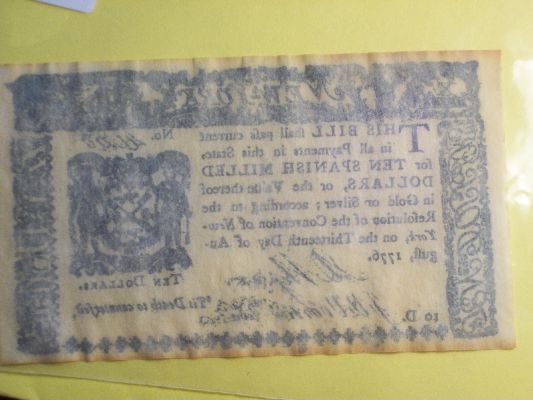 No.
THIS BILL shall pass current
in all Payments in this State
for TEN SPANISH MILLED
DOLLARS, or the Value thereof
in Gold or Silver; according to the
Resolution of the Convention of New-
York, on the Thirteenth Day of Au-
gust, 1776.
TEN DOLLARS.
'Tis Death to counterfeit
10 D.